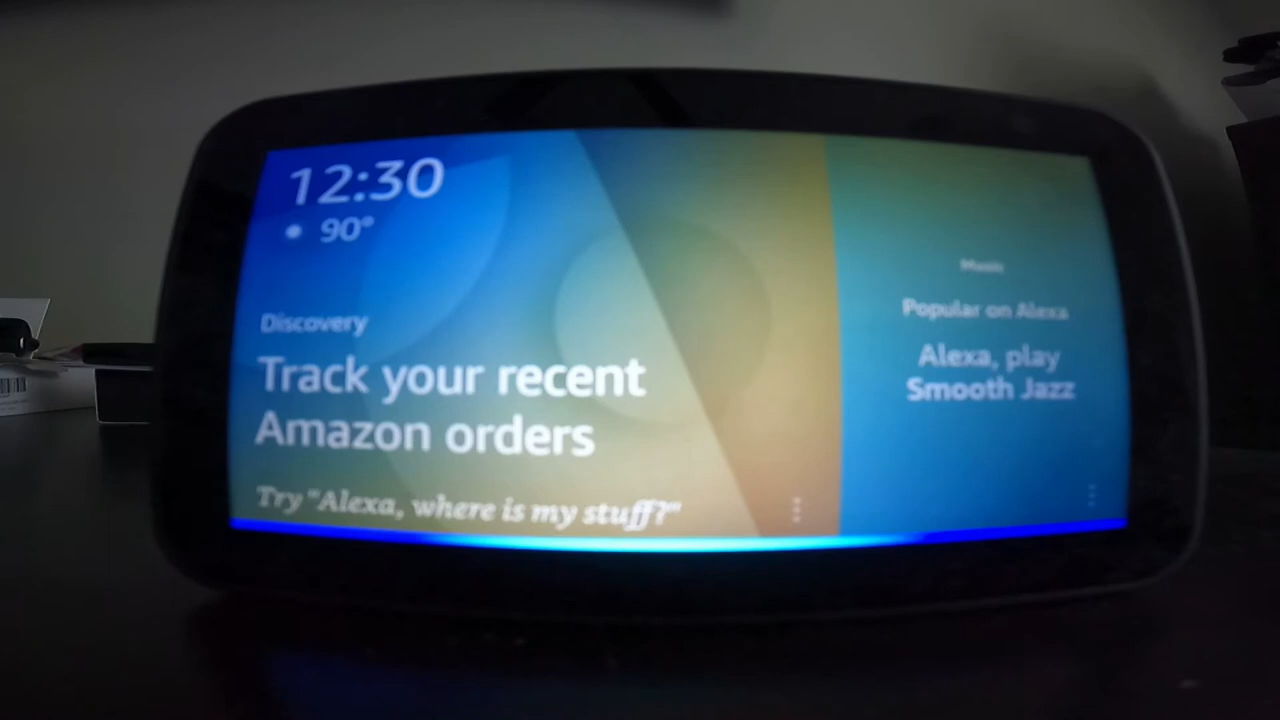 12:30
90°
Discovery
Track your recent
Amazon orders
Try "Alexa, where is my stuff?"
Music
Popular on Alexa
Alexa, play
Smooth Jazz